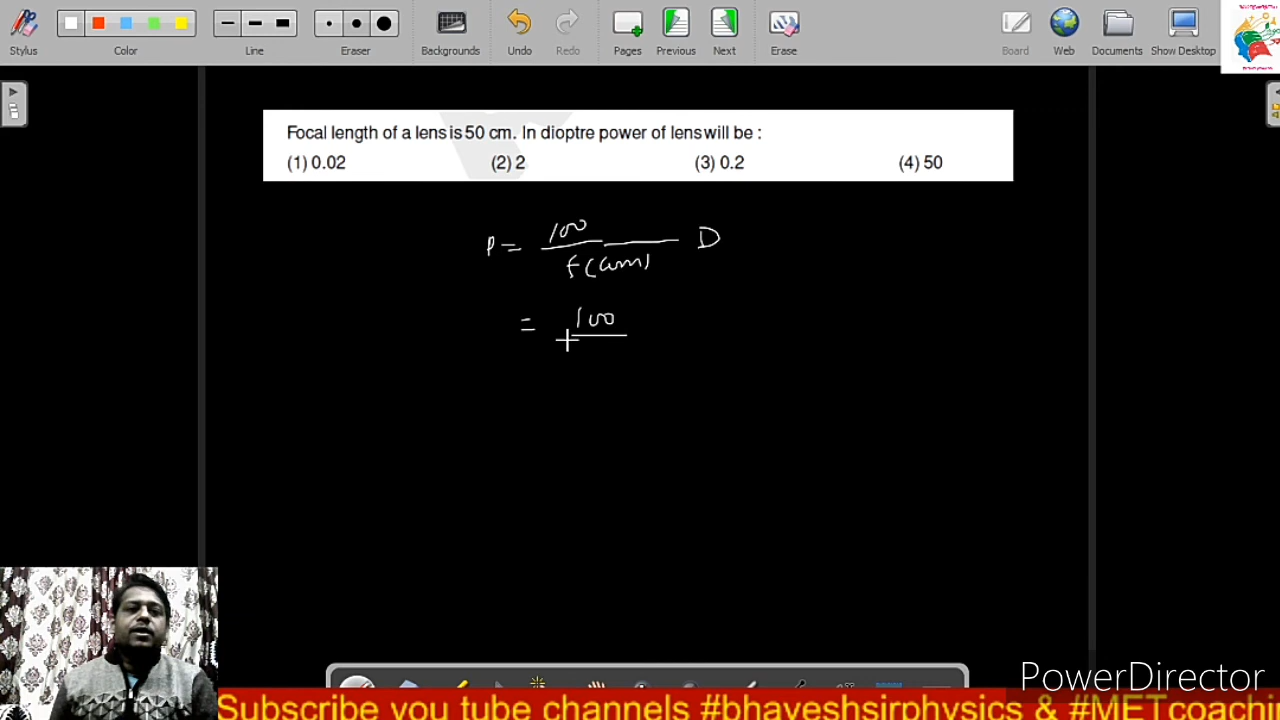 Stylus Color Line Eraser Backgrounds Undo Redo Pages Previous Next Erase Board Web Documents Show Desktop
Focal length of a lens is 50 cm. In dioptre power of lens will be :
(1) 0.02 (2) 2 (3) 0.2 (4) 50
P = 100
f(cm) D
= 100
PowerDirector
Subscribe you tube channels #bhaveshsirphysics & #METcoachi